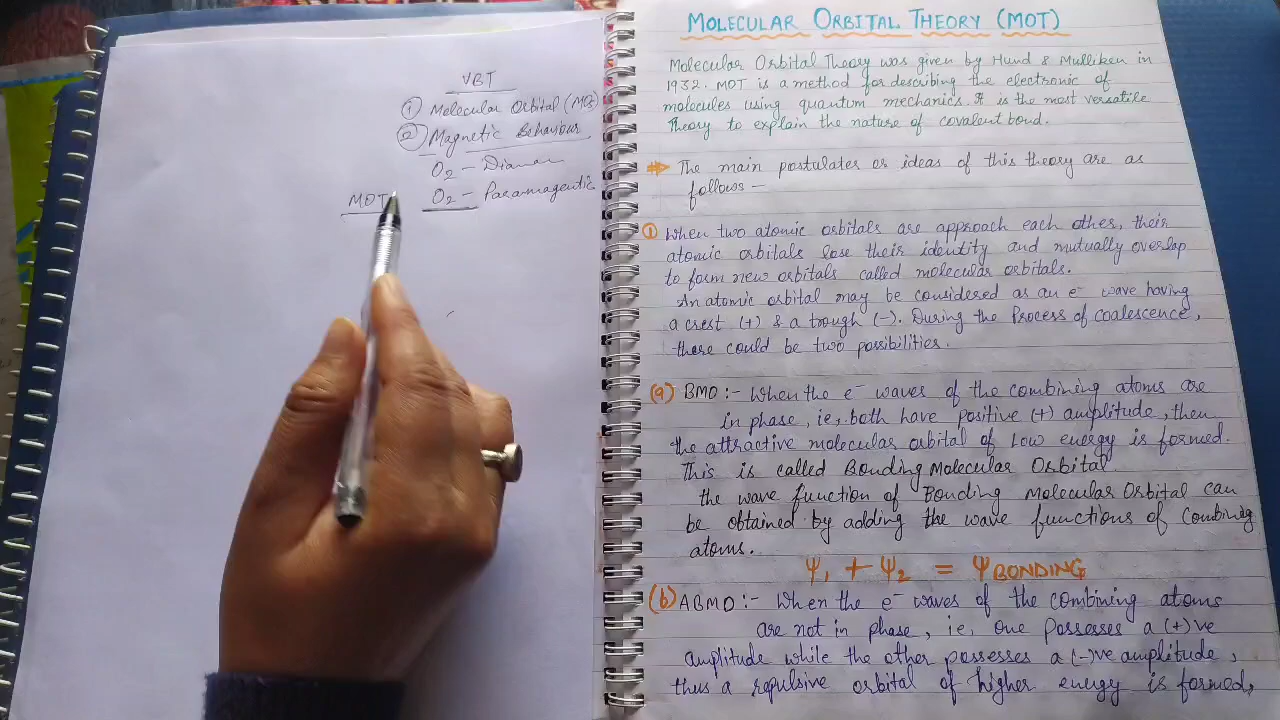 VBT
① Molecular Orbital (MOs)
② Magnetic Behaviour
O₂ -
MOT O₂ - Paramagentic
MOLECULAR ORBITAL THEORY (MOT)
Molecular Orbital Theory was given by Hund & Mulliken in
1932. MOT is a method for describing the electronic of
molecules using quantum mechanics. It is the most versatile
Theory to explain the nature of covalent bond.
The main postulates or ideas of this theory are as
follows -
① When two atomic orbitals are approach each other, their
atomic orbitals lose their identity and mutually overlap
to form new orbitals called molecular orbitals.
An atomic orbital may be considered as an e⁻ wave having
a crest (+) & a trough (-). During the Process of coalescence,
there could be two possibilities.
(a) BMO :- When the e⁻ waves of the combining atoms are
in phase, ie, both have positive (+) amplitude, then
the attractive molecular orbital of low energy is formed.
This is called Bonding Molecular Orbital.
The wave function of Bonding Molecular Orbital can
be obtained by adding the wave functions of combining
atoms.
Ψ₁ + Ψ₂ = Ψ BONDING
(b) ABMO :- When the e⁻ waves of the combining atoms
are not in phase, ie, one possesses a (+)ve
amplitude while the other possesses a (-)ve amplitude,
thus a repulsive orbital of higher energy is formed,